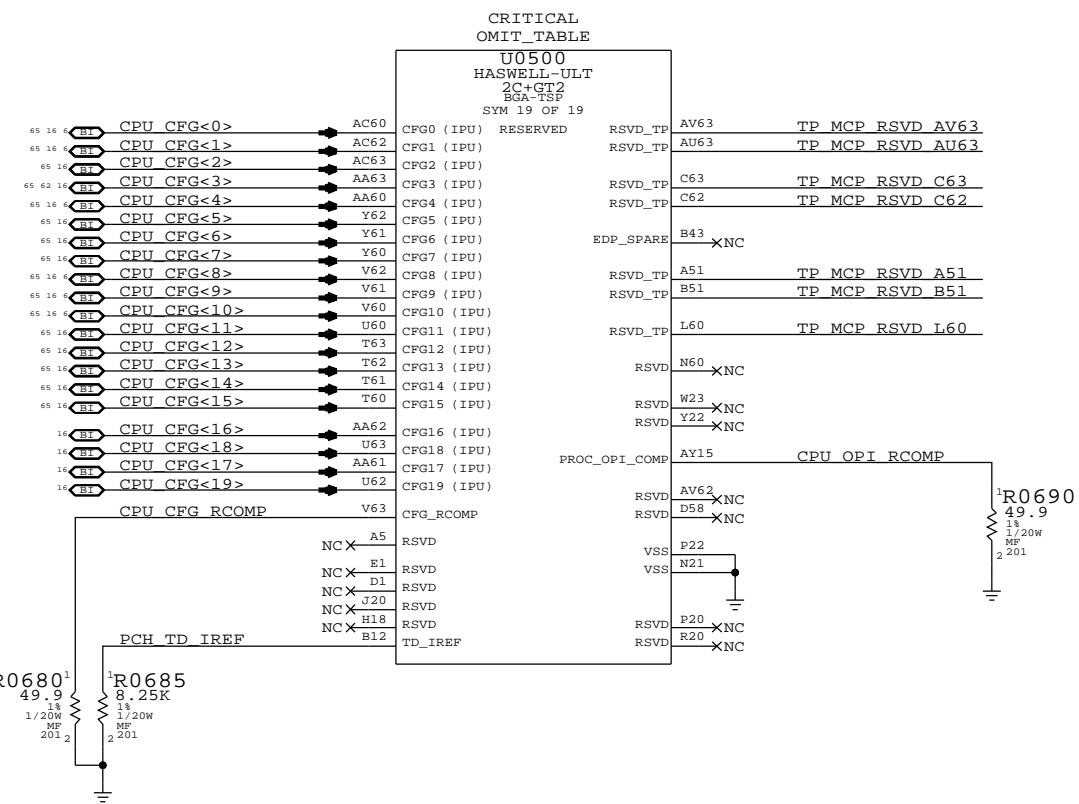 CRITICAL
OMIT_TABLE
U0500
HASWELL-ULT
2C+GT2
BGA-TSP
SYM 19 OF 19
RESERVED
65 16 6 BI CPU_CFG<0> AC60 CFG0 (IPU)
65 16 6 BI CPU_CFG<1> AC62 CFG1 (IPU)
65 16 BI CPU_CFG<2> AC63 CFG2 (IPU)
65 62 16 BI CPU_CFG<3> AA63 CFG3 (IPU)
65 16 6 BI CPU_CFG<4> AA60 CFG4 (IPU)
65 16 BI CPU_CFG<5> Y62 CFG5 (IPU)
65 16 BI CPU_CFG<6> Y61 CFG6 (IPU)
65 16 BI CPU_CFG<7> Y60 CFG7 (IPU)
65 16 6 BI CPU_CFG<8> V62 CFG8 (IPU)
65 16 6 BI CPU_CFG<9> V61 CFG9 (IPU)
65 16 6 BI CPU_CFG<10> V60 CFG10 (IPU)
65 16 BI CPU_CFG<11> U60 CFG11 (IPU)
65 16 BI CPU_CFG<12> T63 CFG12 (IPU)
65 16 BI CPU_CFG<13> T62 CFG13 (IPU)
65 16 BI CPU_CFG<14> T61 CFG14 (IPU)
65 16 BI CPU_CFG<15> T60 CFG15 (IPU)
16 BI CPU_CFG<16> AA62 CFG16 (IPU)
16 BI CPU_CFG<18> U63 CFG18 (IPU)
16 BI CPU_CFG<17> AA61 CFG17 (IPU)
16 BI CPU_CFG<19> U62 CFG19 (IPU)
CPU_CFG_RCOMP V63 CFG_RCOMP
NC A5 RSVD
NC E1 RSVD
NC D1 RSVD
NC J20 RSVD
NC H18 RSVD
PCH_TD_IREF B12 TD_IREF
RSVD_TP AV63 TP_MCP_RSVD_AV63
RSVD_TP AU63 TP_MCP_RSVD_AU63
RSVD_TP C63 TP_MCP_RSVD_C63
RSVD_TP C62 TP_MCP_RSVD_C62
EDP_SPARE B43 NC
RSVD_TP A51 TP_MCP_RSVD_A51
RSVD_TP B51 TP_MCP_RSVD_B51
RSVD_TP L60 TP_MCP_RSVD_L60
RSVD N60 NC
RSVD W23 NC
RSVD Y22 NC
PROC_OPI_COMP AY15 CPU_OPI_RCOMP
RSVD AV62 NC
RSVD D58 NC
VSS P22
VSS N21
RSVD P20 NC
RSVD R20 NC
1 R0690
49.9
1%
1/20W
MF
2 201
R0680 1
49.9
1%
1/20W
MF
201 2
1 R0685
8.25K
1%
1/20W
MF
2 201